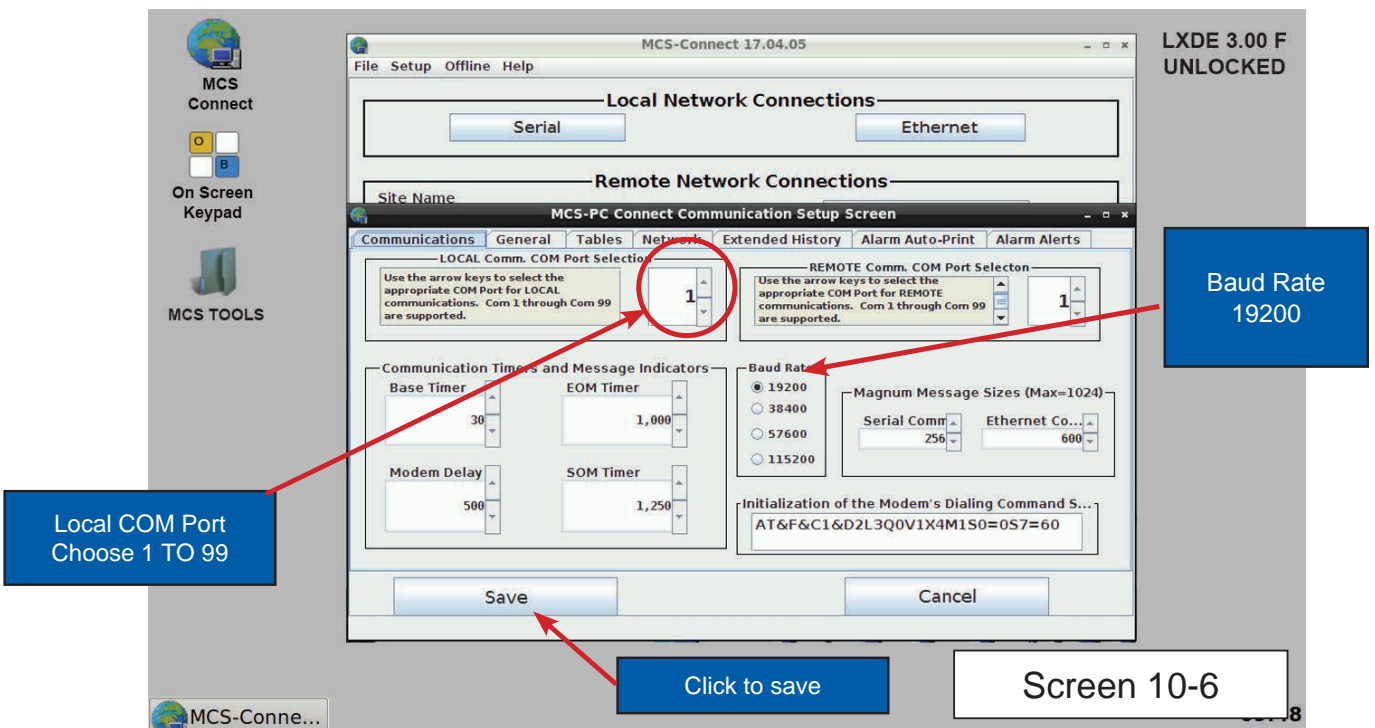 MCS
Connect
On Screen
Keypad
MCS TOOLS
LXDE 3.00 F
UNLOCKED
MCS-Connect 17.04.05
File Setup Offline Help
Local Network Connections
Serial
Ethernet
Remote Network Connections
Site Name
MCS-PC Connect Communication Setup Screen
Communications General Tables Network Extended History Alarm Auto-Print Alarm Alerts
LOCAL Comm. COM Port Selection
Use the arrow keys to select the
appropriate COM Port for LOCAL
communications. Com 1 through Com 99
are supported.
1
REMOTE Comm. COM Port Selecton
Use the arrow keys to select the
appropriate COM Port for REMOTE
communications. Com 1 through Com 99
are supported.
1
Baud Rate
19200
Communication Timers and Message Indicators
Base Timer
30
EOM Timer
1,000
Modem Delay
500
SOM Timer
1,250
Baud Rate
19200
38400
57600
115200
Magnum Message Sizes (Max=1024)
Serial Comm
256
Ethernet Co...
600
Initialization of the Modem's Dialing Command S...
AT&F&C1&D2L3Q0V1X4M1S0=0S7=60
Local COM Port
Choose 1 TO 99
Save
Cancel
Click to save
Screen 10-6
MCS-Conne...